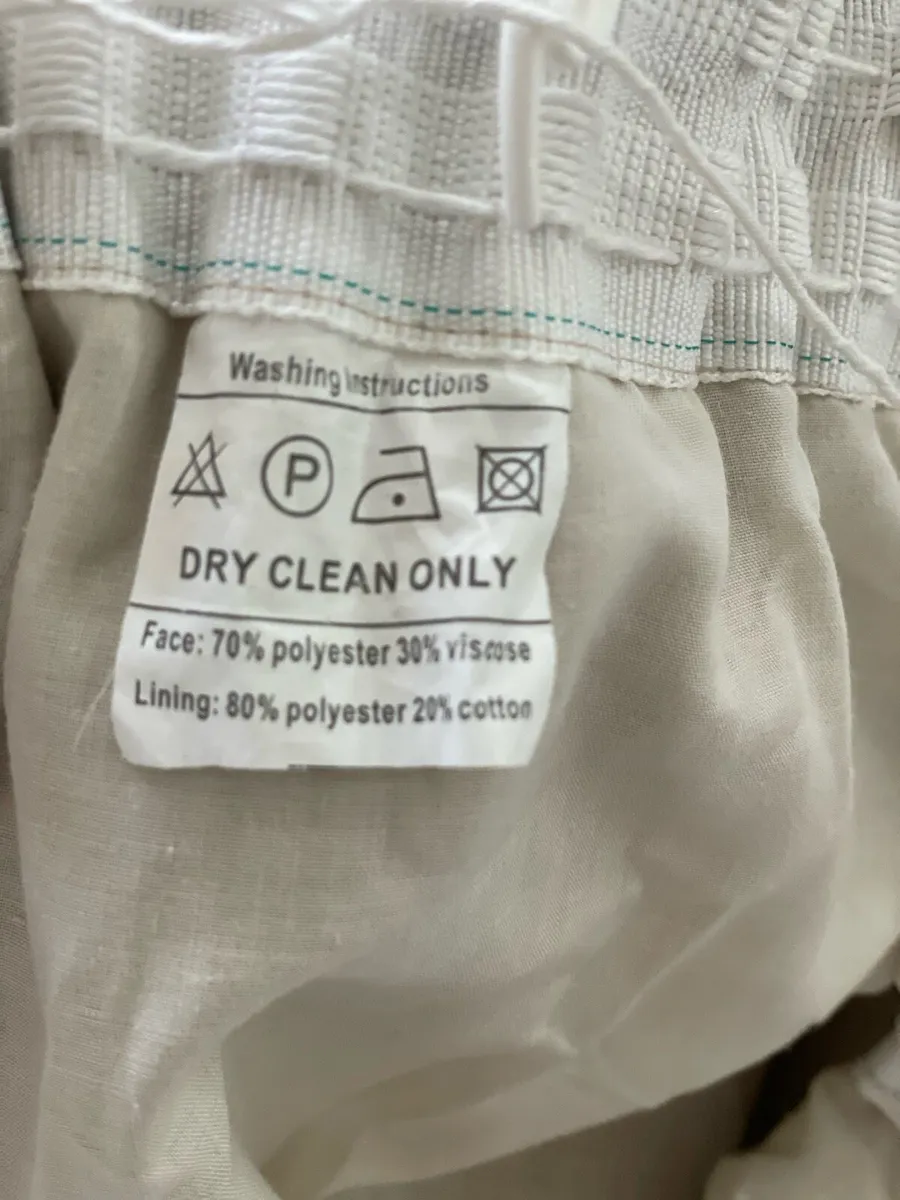 Washing Instructions
P
DRY CLEAN ONLY
Face: 70% polyester 30% viscose
Lining: 80% polyester 20% cotton